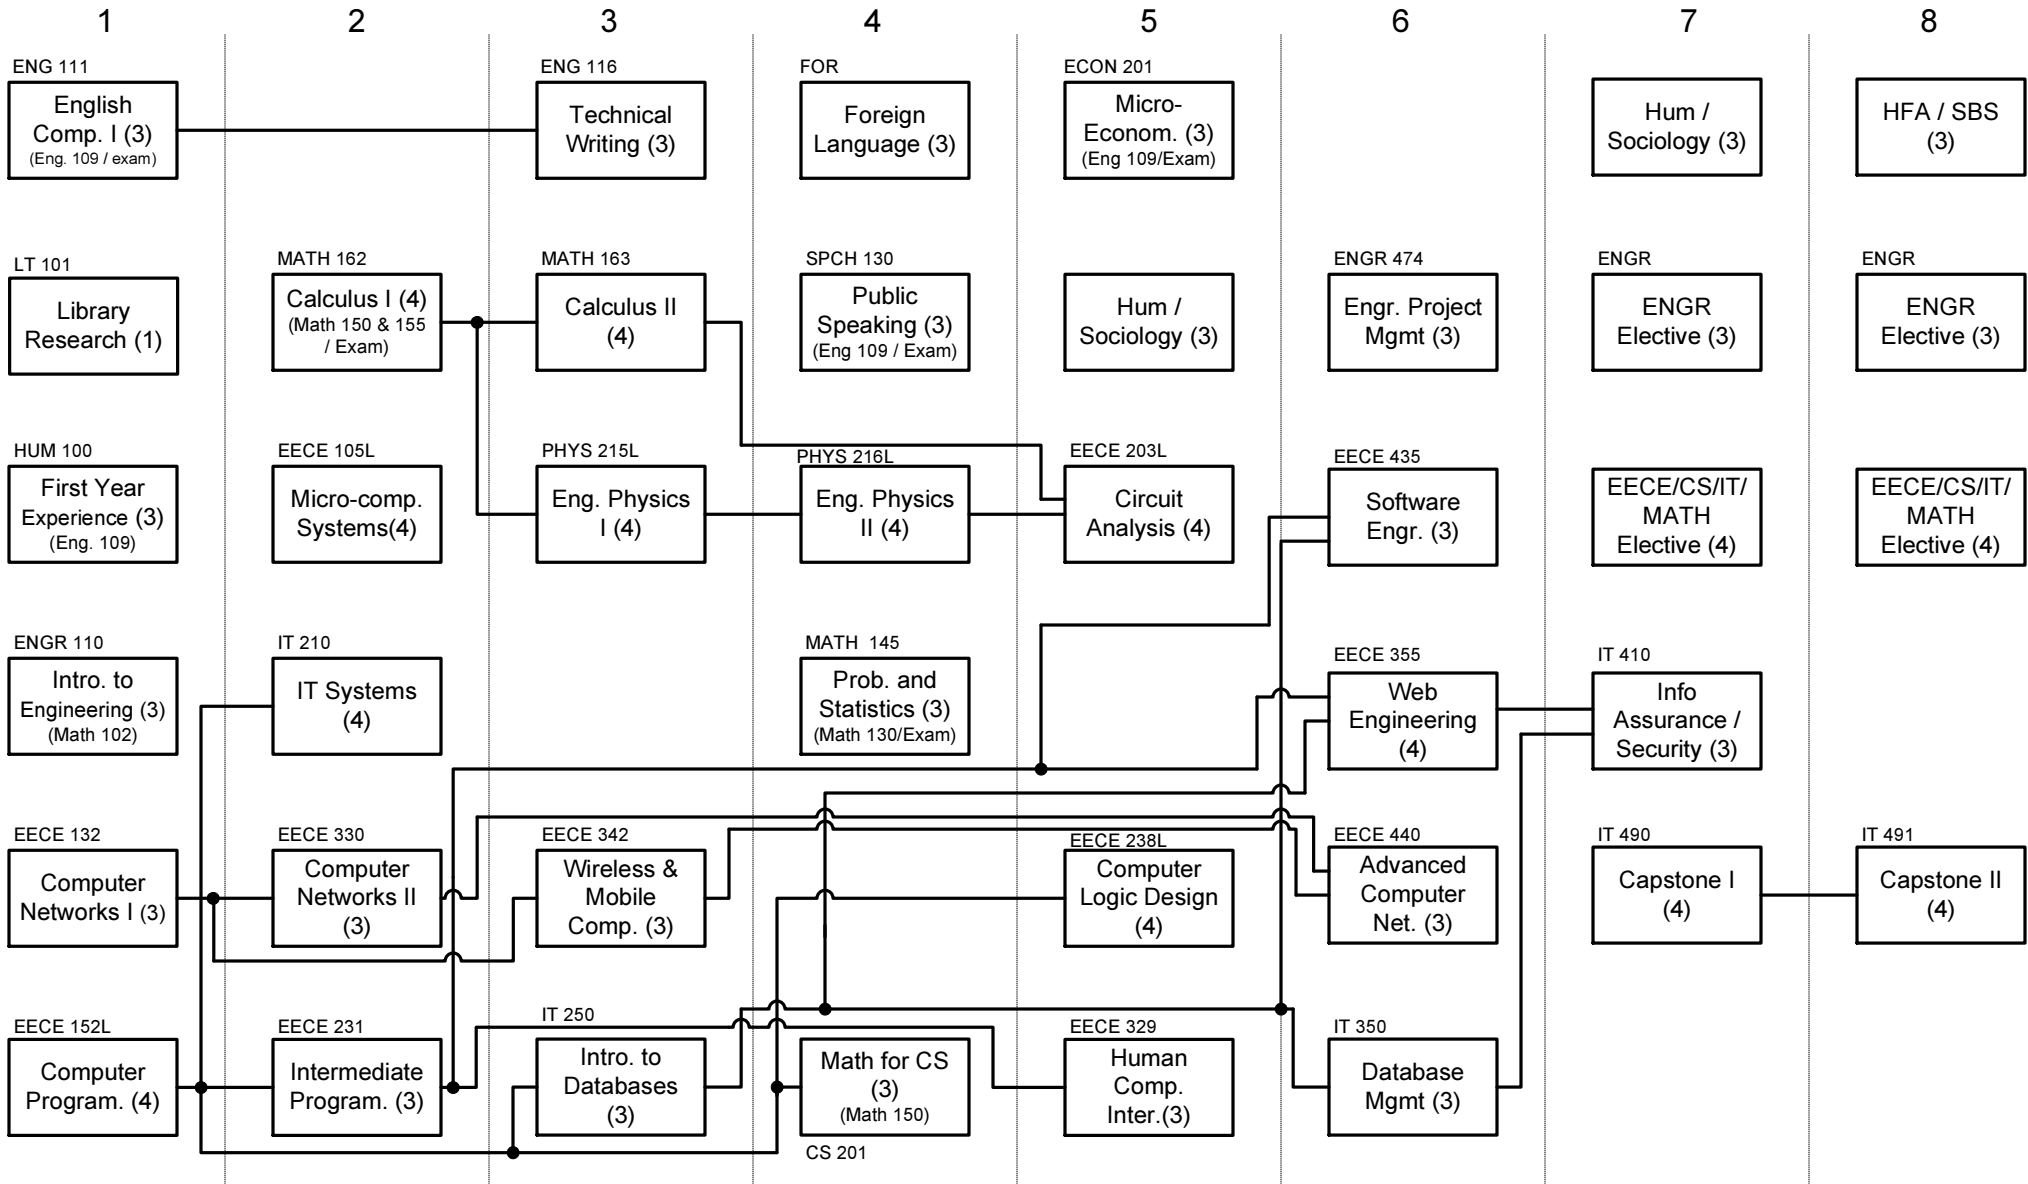 1
2
3
4
5
6
7
8
ENG 111
English
Comp. I (3)
(Eng. 109 / exam)
ENG 116
Technical
Writing (3)
FOR
Foreign
Language (3)
ECON 201
Micro-
Econom. (3)
(Eng 109/Exam)
Hum /
Sociology (3)
HFA / SBS
(3)
LT 101
Library
Research (1)
MATH 162
Calculus I (4)
(Math 150 & 155
/ Exam)
MATH 163
Calculus II
(4)
SPCH 130
Public
Speaking (3)
(Eng 109 / Exam)
Hum /
Sociology (3)
ENGR 474
Engr. Project
Mgmt (3)
ENGR
ENGR
Elective (3)
ENGR
ENGR
Elective (3)
HUM 100
First Year
Experience (3)
(Eng. 109)
EECE 105L
Micro-comp.
Systems(4)
PHYS 215L
Eng. Physics
I (4)
PHYS 216L
Eng. Physics
II (4)
EECE 203L
Circuit
Analysis (4)
EECE 435
Software
Engr. (3)
EECE/CS/IT/
MATH
Elective (4)
EECE/CS/IT/
MATH
Elective (4)
ENGR 110
Intro. to
Engineering (3)
(Math 102)
IT 210
IT Systems
(4)
MATH  145
Prob. and
Statistics (3)
(Math 130/Exam)
EECE 355
Web
Engineering
(4)
IT 410
Info
Assurance /
Security (3)
EECE 132
Computer
Networks I (3)
EECE 330
Computer
Networks II
(3)
EECE 342
Wireless &
Mobile
Comp. (3)
EECE 238L
Computer
Logic Design
(4)
EECE 440
Advanced
Computer
Net. (3)
IT 490
Capstone I
(4)
IT 491
Capstone II
(4)
EECE 152L
Computer
Program. (4)
EECE 231
Intermediate
Program. (3)
IT 250
Intro. to
Databases
(3)
Math for CS
(3)
(Math 150)
CS 201
EECE 329
Human
Comp.
Inter.(3)
IT 350
Database
Mgmt (3)